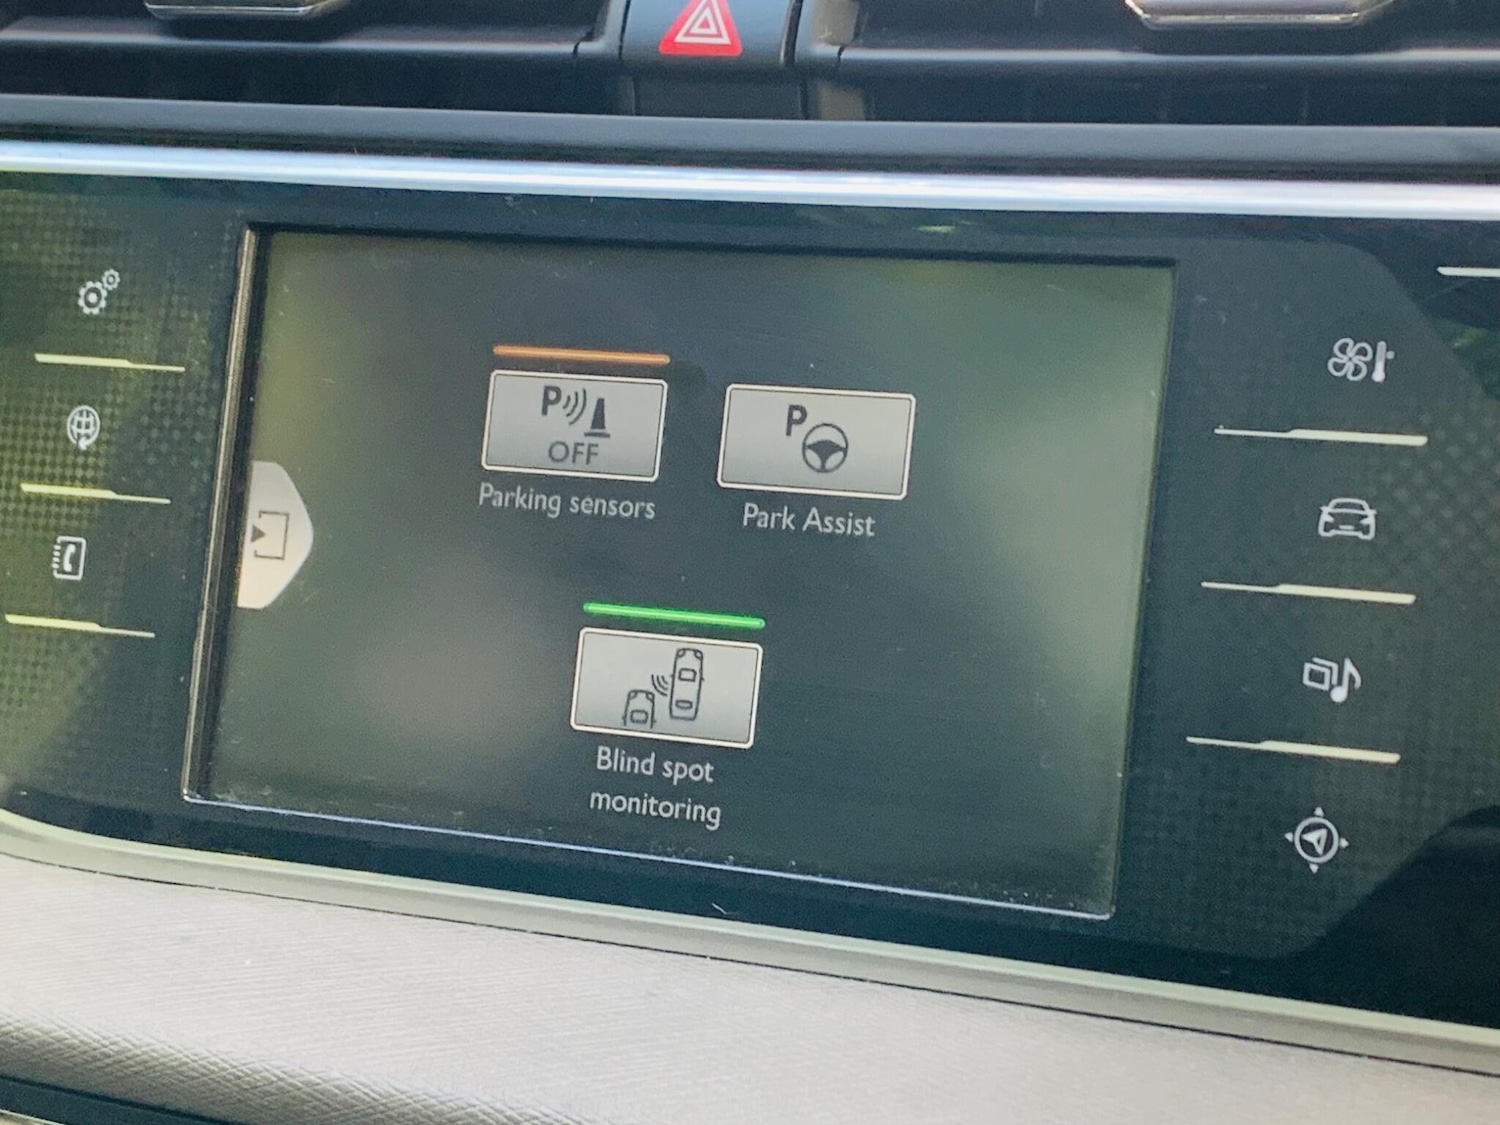 P
OFF
Parking sensors
P
Park Assist
Blind spot
monitoring